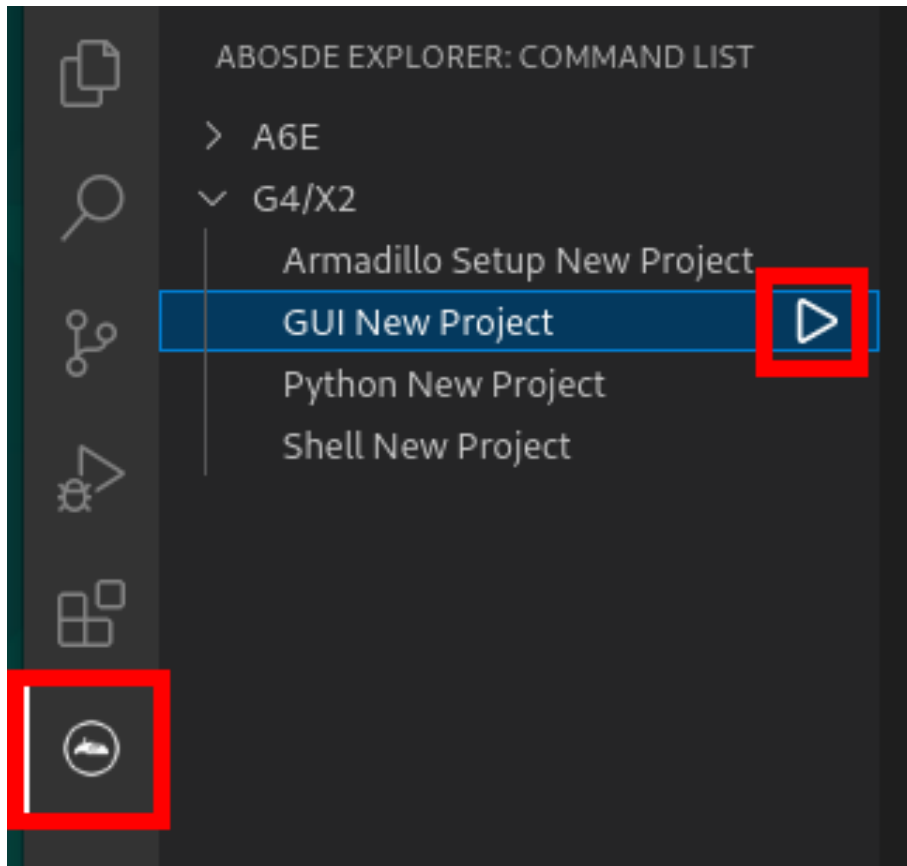 ABOSDE EXPLORER: COMMAND LIST
A6E
G4/X2
Armadillo Setup New Project
GUI New Project
Python New Project
Shell New Project